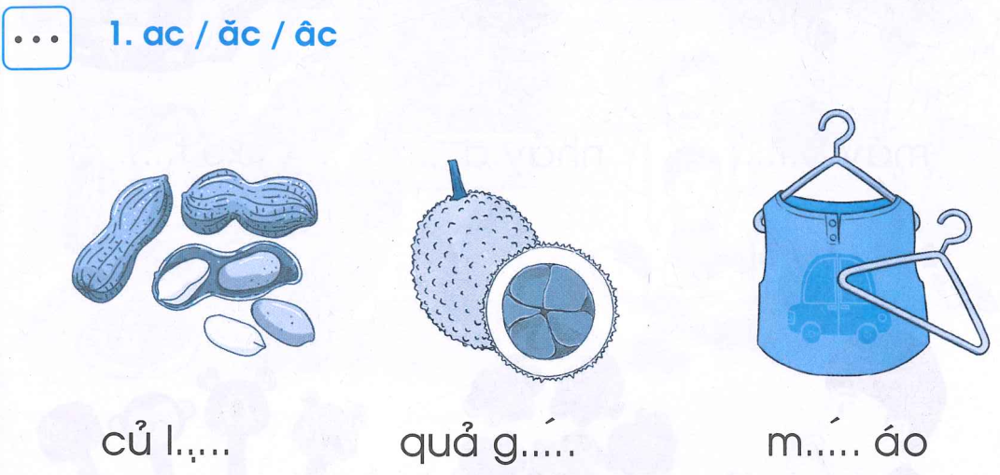 ...
1. ac / ăc / âc
củ l.̣....
quả g....́.
m..́... áo